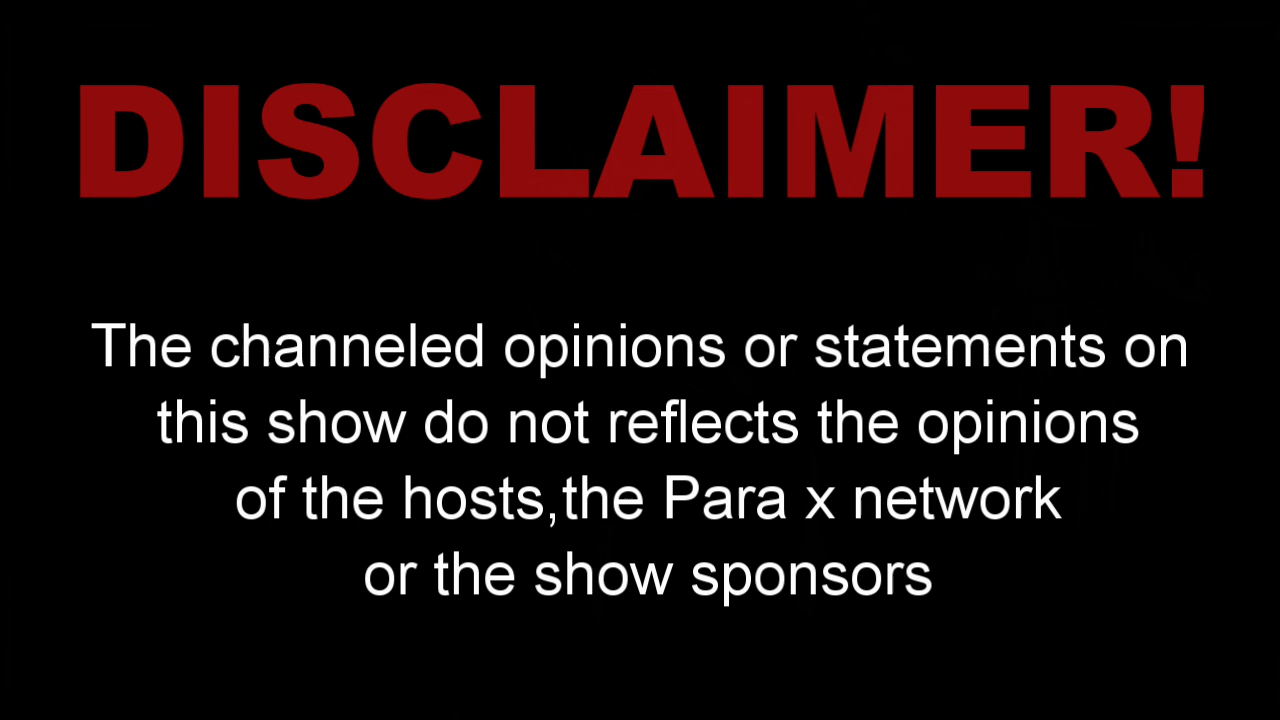 DISCLAIMER!
The channeled opinions or statements on
this show do not reflects the opinions
of the hosts,the Para x network
or the show sponsors